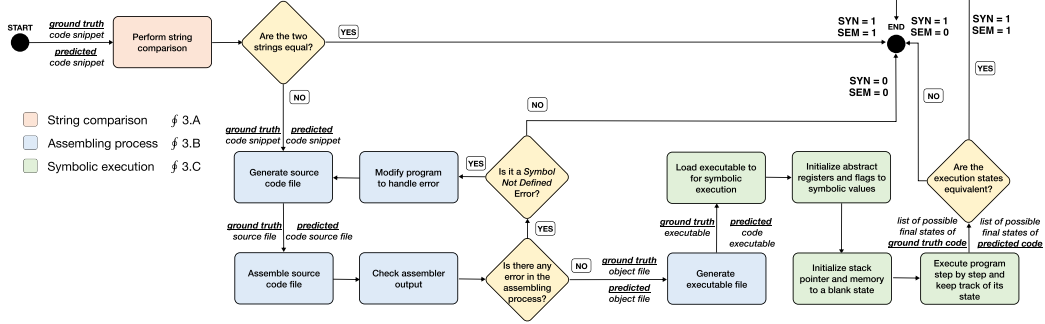 START
ground truth
code snippet
predicted
code snippet
Perform string
comparison
Are the two
strings equal?
YES
SYN = 1
SEM = 1
END
SYN = 1
SEM = 0
SYN = 1
SEM = 1
YES
NO
SYN = 0
SEM = 0
NO
NO
String comparison ∮ 3.A
Assembling process ∮ 3.B
Symbolic execution ∮ 3.C
ground truth
code snippet
predicted
code snippet
Generate source
code file
Modify program
to handle error
YES
Is it a Symbol
Not Defined
Error?
Load executable to
for symbolic
execution
Initialize abstract
registers and flags to
symbolic values
Are the
execution states
equivalent?
ground truth
source file
predicted
code source file
YES
ground truth
executable
predicted
code
executable
list of possible
final states of
ground truth code
list of possible
final states of
predicted code
Assemble source
code file
Check assembler
output
Is there any
error in the
assembling
process?
NO
ground truth
object file
predicted
object file
Generate
executable file
Initialize stack
pointer and memory
to a blank state
Execute program
step by step and
keep track of its
state